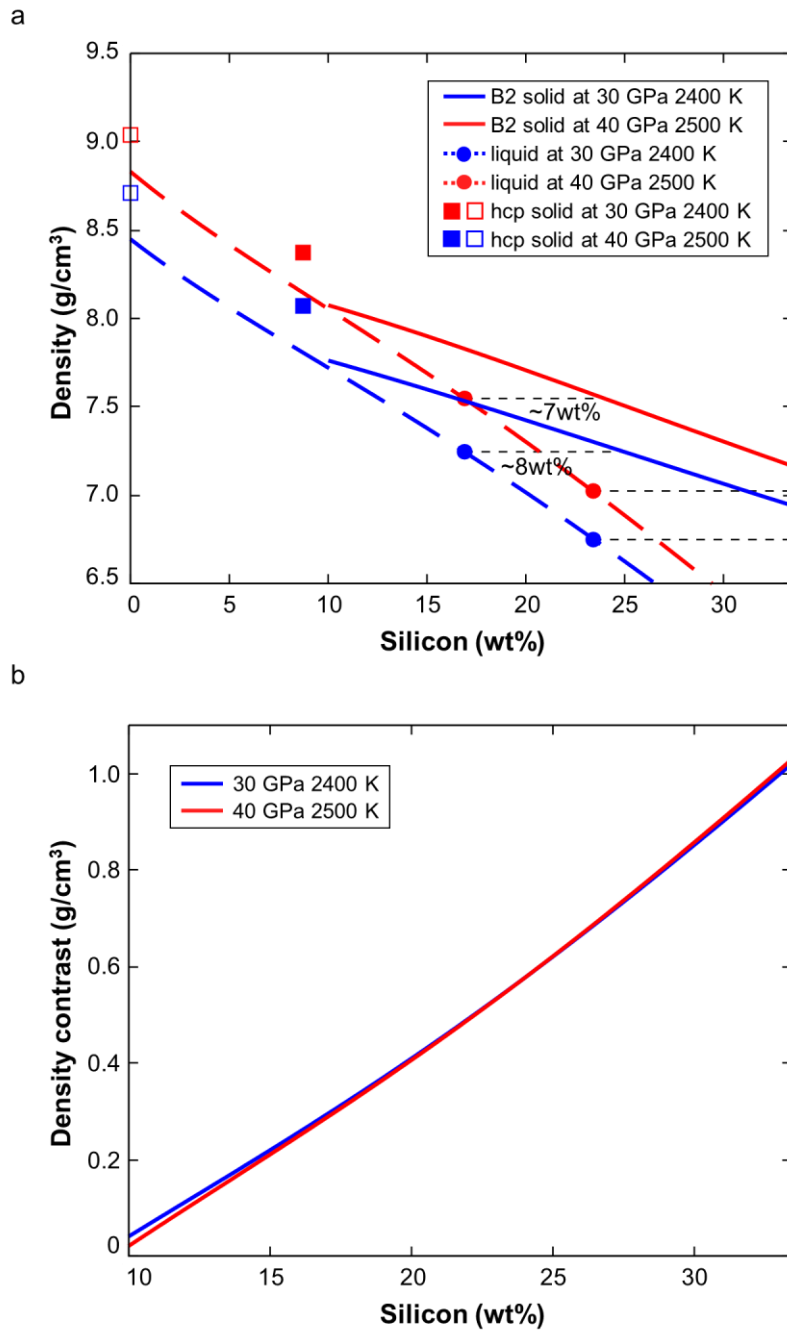 a
9.5
9.0
8.5
8.0
7.5
7.0
6.5
Density (g/cm³)
B2 solid at 30 GPa 2400 K
B2 solid at 40 GPa 2500 K
liquid at 30 GPa 2400 K
liquid at 40 GPa 2500 K
hcp solid at 30 GPa 2400 K
hcp solid at 40 GPa 2500 K
~7wt%
~8wt%
0 5 10 15 20 25 30
Silicon (wt%)
b
1.0
0.8
0.6
0.4
0.2
0
Density contrast (g/cm³)
30 GPa 2400 K
40 GPa 2500 K
10 15 20 25 30
Silicon (wt%)